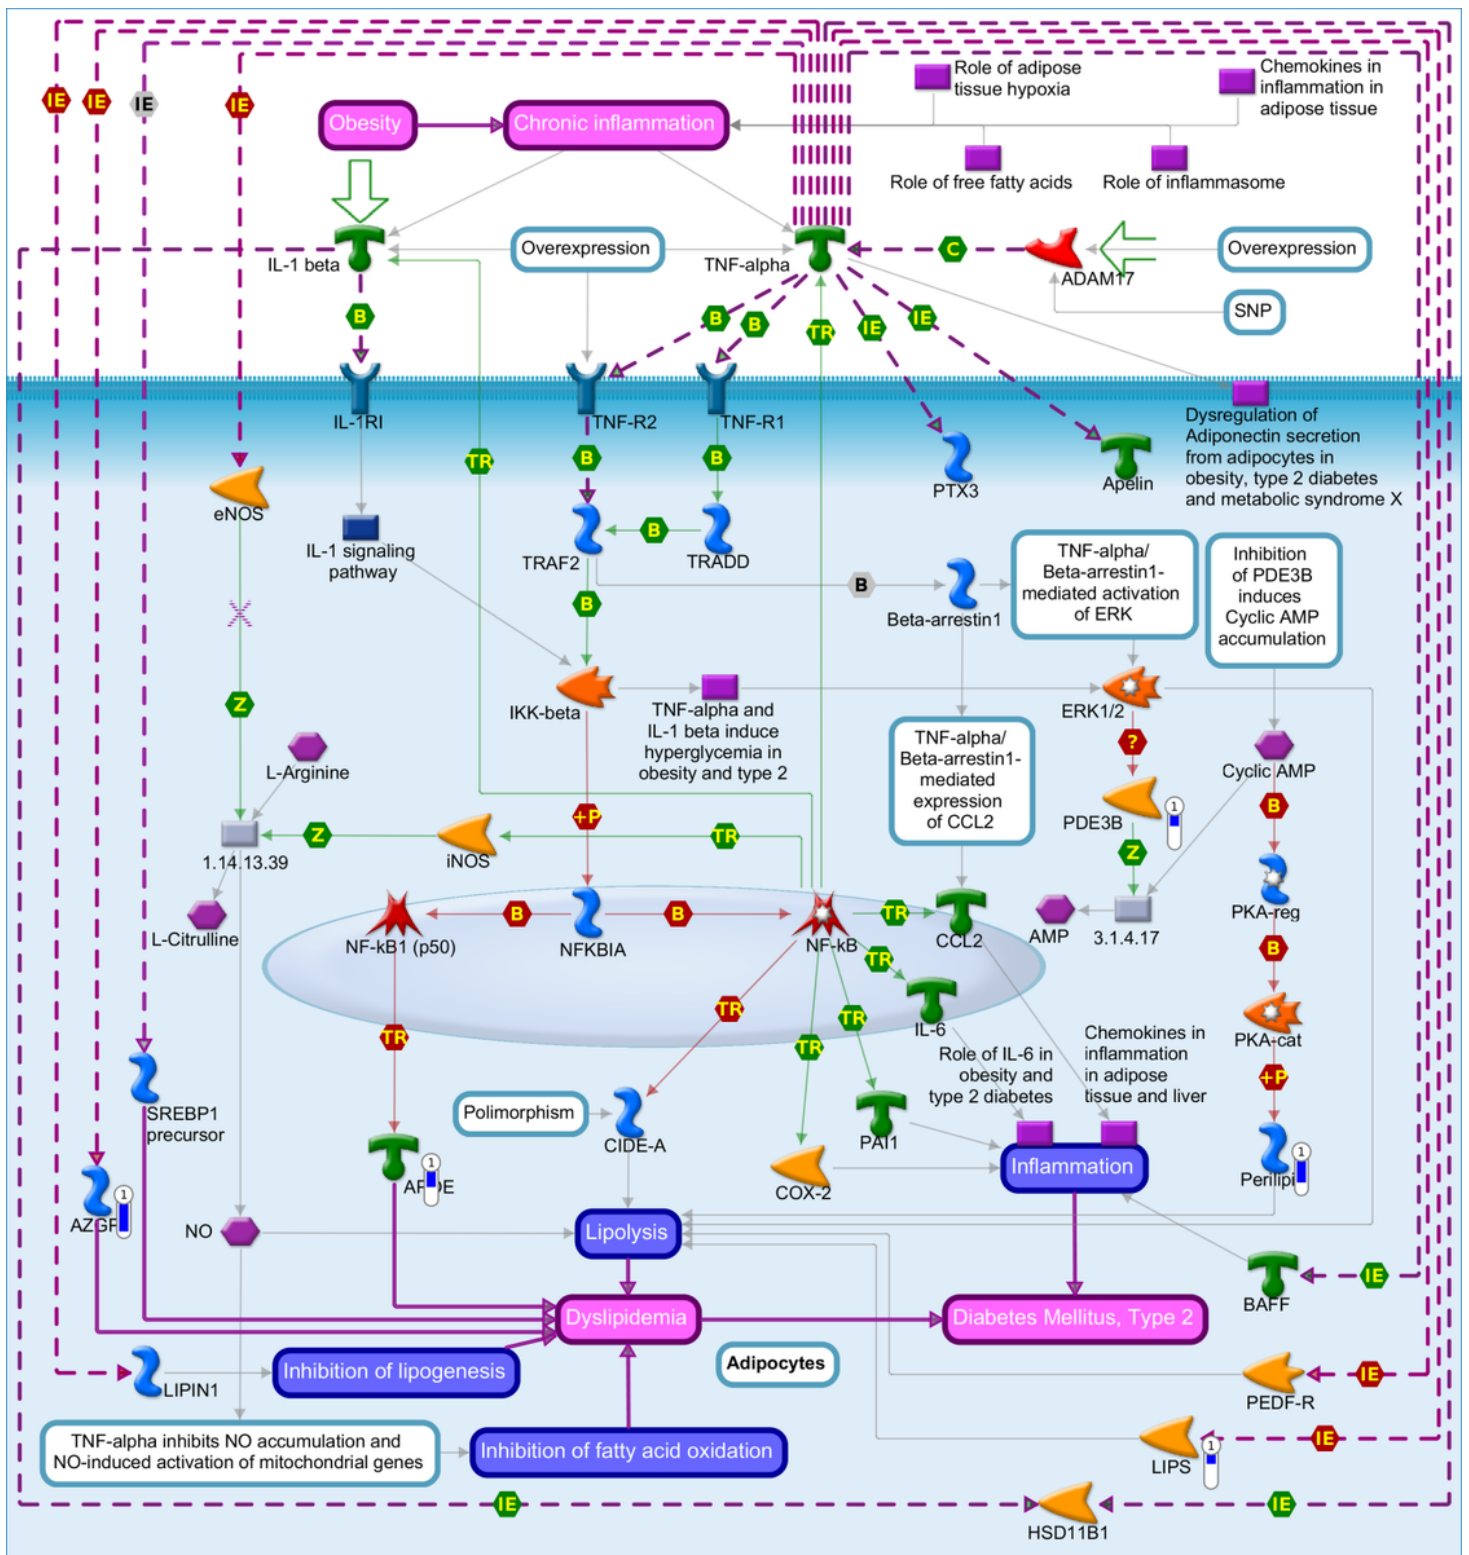 Role of adipose
tissue hypoxia
Chemokines in
inflammation in
adipose tissue
IE
IE
IE
IE
Obesity
Chronic inflammation
Role of free fatty acids
Role of inflammasome
IL-1 beta
Overexpression
TNF-alpha
C
ADAM17
Overexpression
SNP
B
B
B
TR
IE
IE
IL-1RI
TNF-R2
TNF-R1
Dysregulation of
Adiponectin secretion
from adipocytes in
obesity, type 2 diabetes
and metabolic syndrome X
TR
B
B
PTX3
Apelin
eNOS
IL-1 signaling
pathway
TRAF2
B
TRADD
B
B
Beta-arrestin1
TNF-alpha/
Beta-arrestin1-
mediated activation
of ERK
Inhibition
of PDE3B
induces
Cyclic AMP
accumulation
Z
IKK-beta
TNF-alpha and
IL-1 beta induce
hyperglycemia in
obesity and type 2
ERK1/2
?
L-Arginine
TNF-alpha/
Beta-arrestin1-
mediated
expression
of CCL2
Cyclic AMP
B
PDE3B
1
+P
1.14.13.39
Z
iNOS
TR
Z
L-Citrulline
NF-kB1 (p50)
B
NFKBIA
B
NF-kB
TR
CCL2
AMP
3.1.4.17
PKA-reg
B
TR
TR
TR
TR
TR
IL-6
PKA-cat
+P
Role of IL-6 in
obesity and
type 2 diabetes
Chemokines in
inflammation
in adipose
tissue and liver
SREBP1
precursor
Polimorphism
CIDE-A
PAI1
COX-2
Inflammation
Perilipi
1
1
1
NO
Lipolysis
BAFF
IE
Dyslipidemia
Diabetes Mellitus, Type 2
Adipocytes
LIPIN1
Inhibition of lipogenesis
PEDF-R
IE
TNF-alpha inhibits NO accumulation and
NO-induced activation of mitochondrial genes
Inhibition of fatty acid oxidation
LIPS
1
IE
IE
HSD11B1
IE